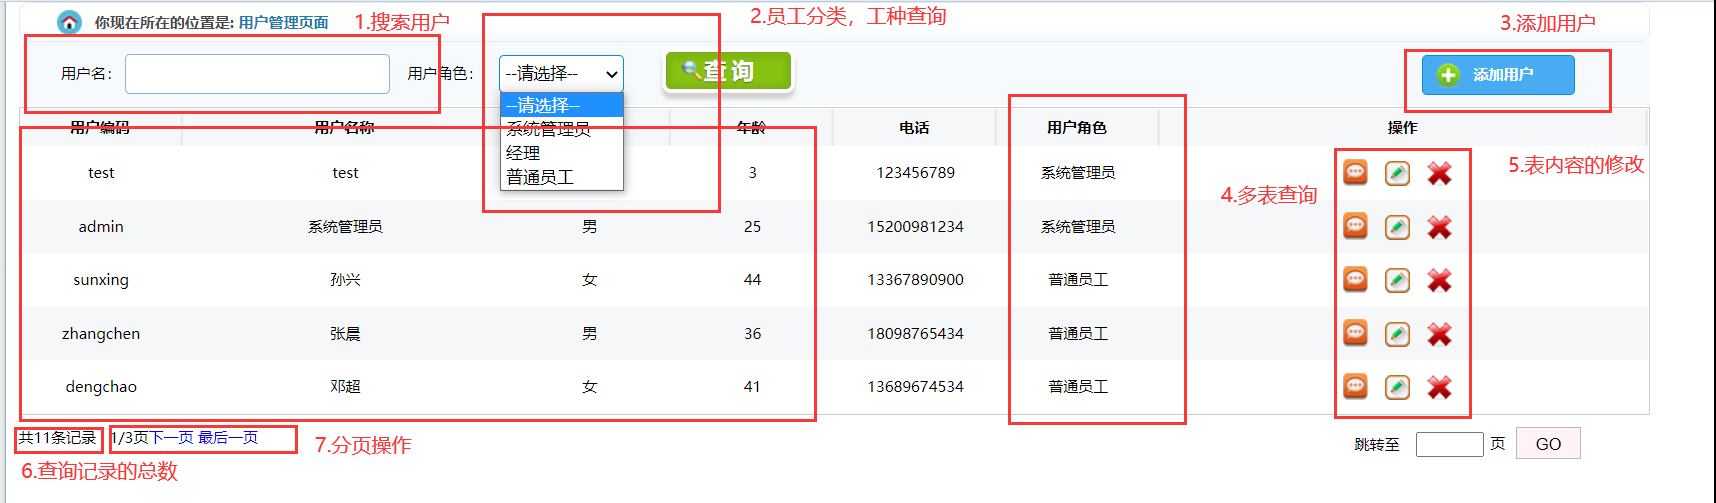 你现在所在的位置是: 用户管理页面
1.搜索用户
2.员工分类，工种查询
3.添加用户
用户名：
用户角色：
--请选择--
查 询
添加用户
--请选择--
系统管理员
经理
普通员工
用户编码 用户名称 年龄 电话 用户角色 操作
test test 3 123456789 系统管理员
5.表内容的修改
4.多表查询
admin 系统管理员 男 25 15200981234 系统管理员
sunxing 孙兴 女 44 13367890900 普通员工
zhangchen 张晨 男 36 18098765434 普通员工
dengchao 邓超 女 41 13689674534 普通员工
共11条记录 1/3页下一页 最后一页
7.分页操作
跳转至 页 GO
6.查询记录的总数